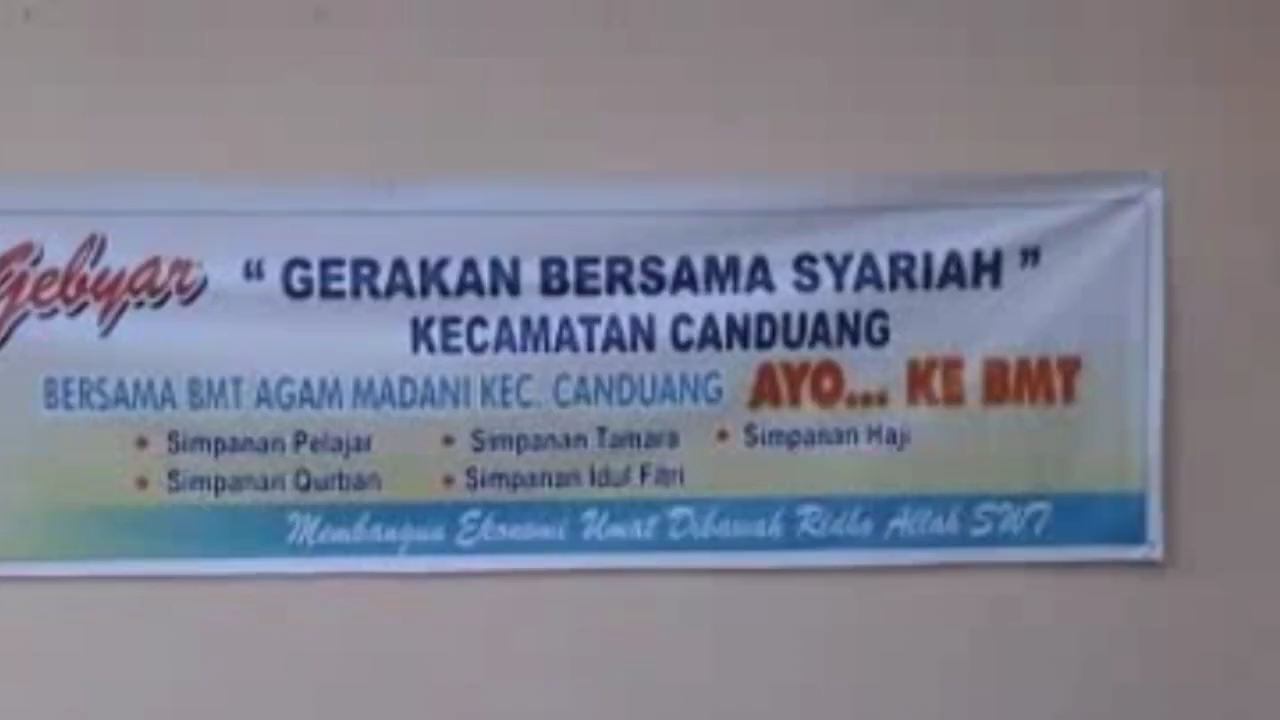 Gebyar “ GERAKAN BERSAMA SYARIAH ”
KECAMATAN CANDUANG
BERSAMA BMT AGAM MADANI KEC. CANDUANG AYO... KE BMT
• Simpanan Pelajar • Simpanan Tamara • Simpanan Haji
• Simpanan Qurban • Simpanan Idul Fitri
Membangun Ekonomi Umat Dibawah Ridho Allah SWT